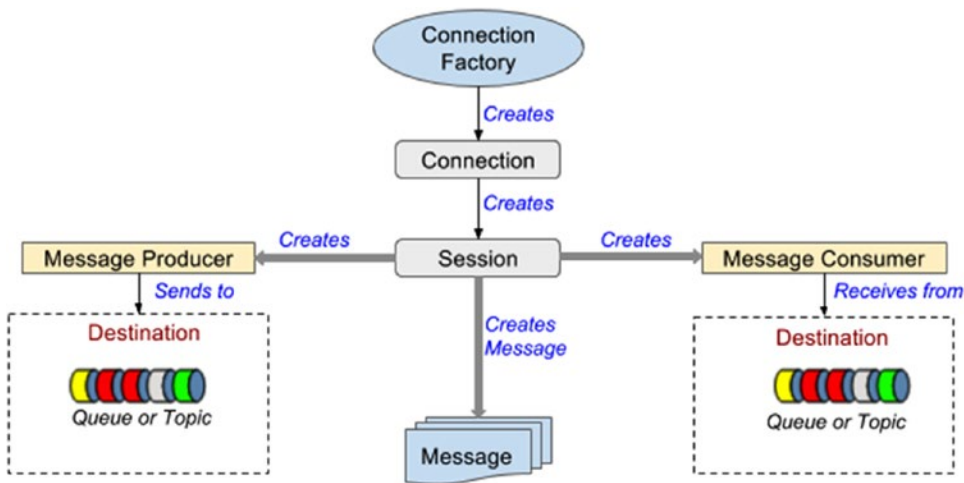 Connection
Factory
Creates
Connection
Creates
Creates
Session
Creates
Message Producer
Message Consumer
Sends to
Creates
Message
Receives from
Destination
Queue or Topic
Destination
Queue or Topic
Message